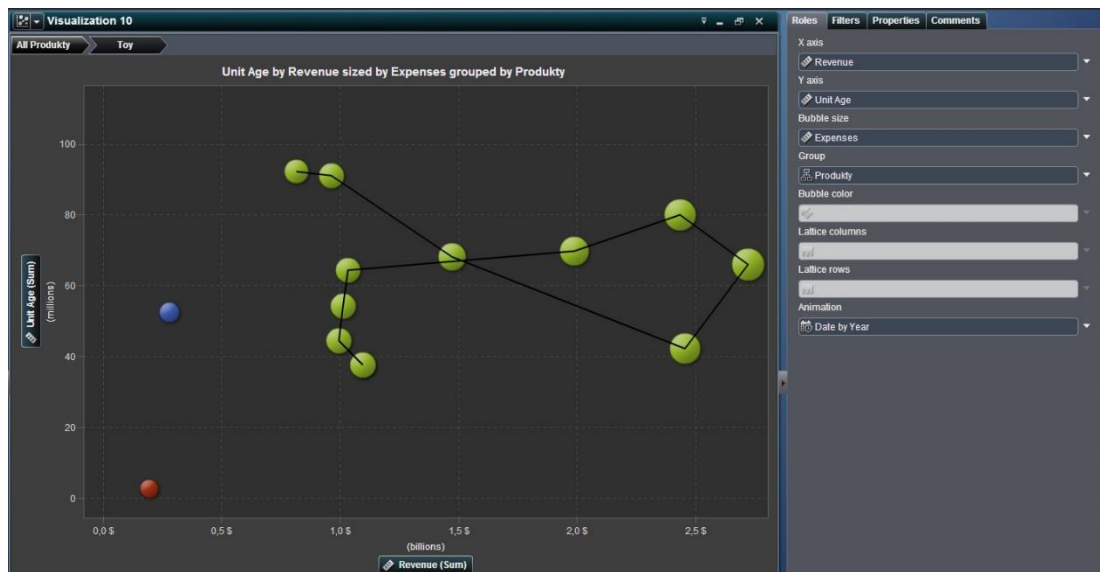 Visualization 10
All Produkty
Toy
Unit Age by Revenue sized by Expenses grouped by Produkty
100
80
60
40
20
0
Unit Age (Sum)
(millions)
0,0 $
0,5 $
1,0 $
1,5 $
2,0 $
2,5 $
(billions)
Revenue (Sum)
Roles
Filters
Properties
Comments
X axis
Revenue
Y axis
Unit Age
Bubble size
Expenses
Group
Produkty
Bubble color
Lattice columns
Lattice rows
Animation
Date by Year